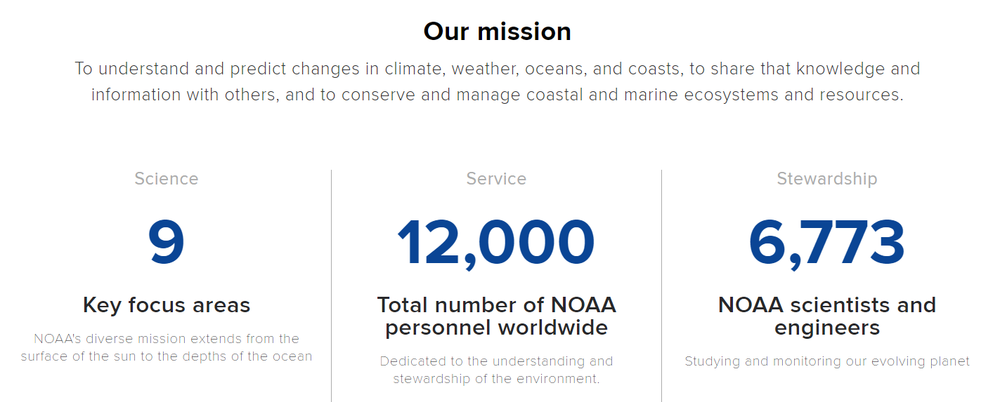 Our mission
To understand and predict changes in climate, weather, oceans, and coasts, to share that knowledge and
information with others, and to conserve and manage coastal and marine ecosystems and resources.
Science
9
Key focus areas
NOAA's diverse mission extends from the
surface of the sun to the depths of the ocean
Service
12,000
Total number of NOAA
personnel worldwide
Dedicated to the understanding and
stewardship of the environment.
Stewardship
6,773
NOAA scientists and
engineers
Studying and monitoring our evolving planet